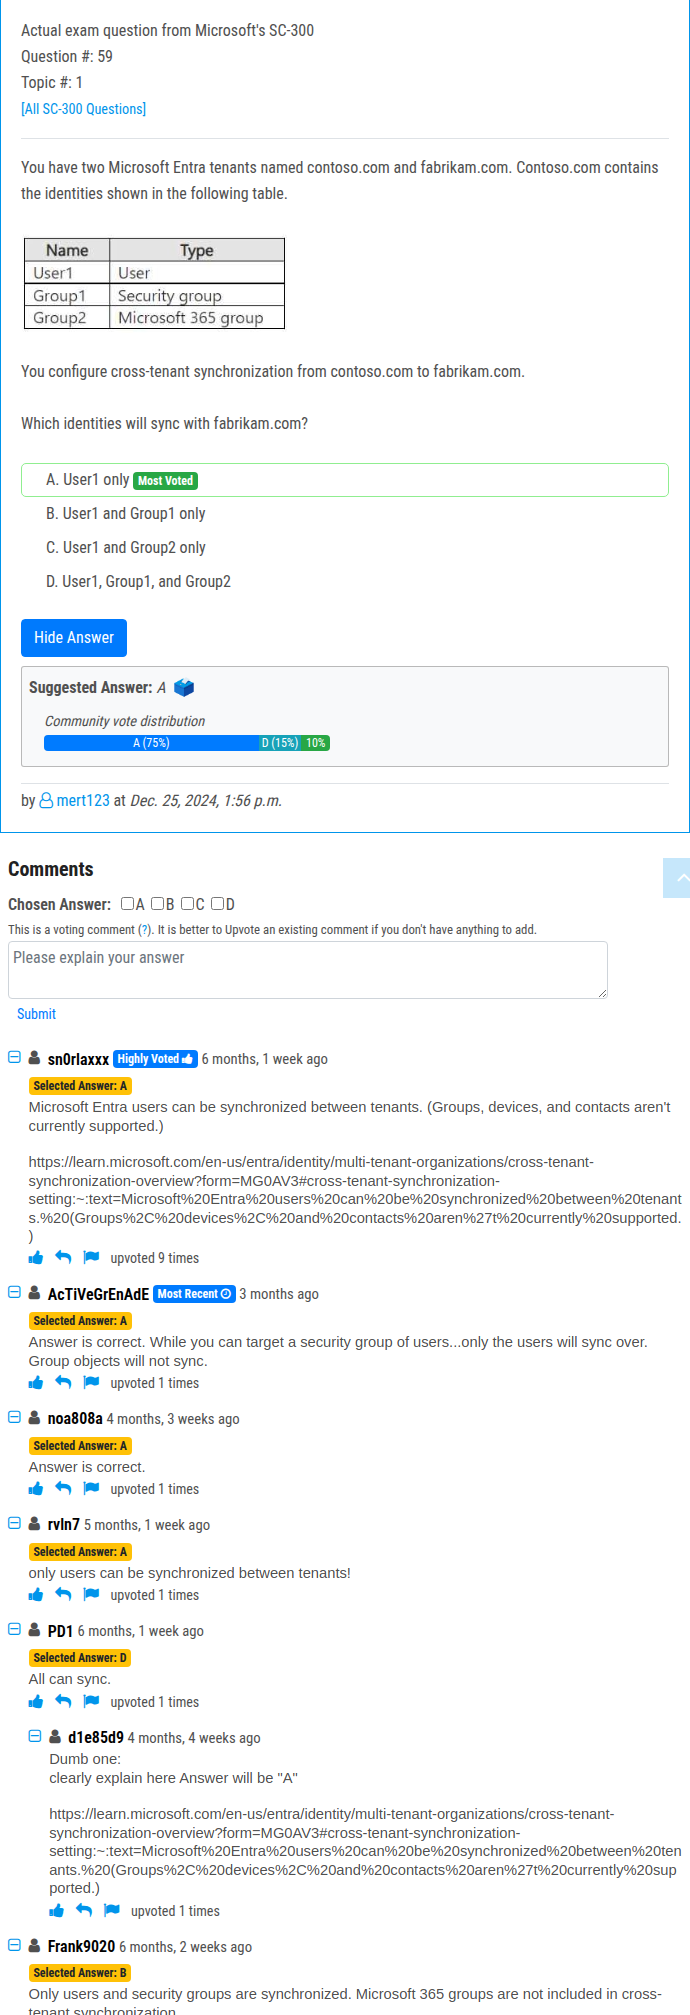 Actual exam question from Microsoft's SC-300
Question #: 59
Topic #: 1
[All SC-300 Questions]
You have two Microsoft Entra tenants named contoso.com and fabrikam.com. Contoso.com contains
the identities shown in the following table.
Name Type
User1 User
Group1 Security group
Group2 Microsoft 365 group
You configure cross-tenant synchronization from contoso.com to fabrikam.com.
Which identities will sync with fabrikam.com?
A. User1 only Most Voted
B. User1 and Group1 only
C. User1 and Group2 only
D. User1, Group1, and Group2
Hide Answer
Suggested Answer: A
Community vote distribution
A (75%) D (15%) 10%
by mert123 at Dec. 25, 2024, 1:56 p.m.
Comments
Chosen Answer: A B C D
This is a voting comment (?). It is better to Upvote an existing comment if you don't have anything to add.
Please explain your answer
Submit
sn0rlaxxx Highly Voted 6 months, 1 week ago
Selected Answer: A
Microsoft Entra users can be synchronized between tenants. (Groups, devices, and contacts aren't
currently supported.)
https://learn.microsoft.com/en-us/entra/identity/multi-tenant-organizations/cross-tenant-
synchronization-overview?form=MG0AV3#cross-tenant-synchronization-
setting:~:text=Microsoft%20Entra%20users%20can%20be%20synchronized%20between%20tenant
s.%20(Groups%2C%20devices%2C%20and%20contacts%20aren%27t%20currently%20supported.
)
upvoted 9 times
AcTiVeGrEnAdE Most Recent 3 months ago
Selected Answer: A
Answer is correct. While you can target a security group of users...only the users will sync over.
Group objects will not sync.
upvoted 1 times
noa808a 4 months, 3 weeks ago
Selected Answer: A
Answer is correct.
upvoted 1 times
rvln7 5 months, 1 week ago
Selected Answer: A
only users can be synchronized between tenants!
upvoted 1 times
PD1 6 months, 1 week ago
Selected Answer: D
All can sync.
upvoted 1 times
d1e85d9 4 months, 4 weeks ago
Dumb one:
clearly explain here Answer will be "A"
https://learn.microsoft.com/en-us/entra/identity/multi-tenant-organizations/cross-tenant-
synchronization-overview?form=MG0AV3#cross-tenant-synchronization-
setting:~:text=Microsoft%20Entra%20users%20can%20be%20synchronized%20between%20ten
ants.%20(Groups%2C%20devices%2C%20and%20contacts%20aren%27t%20currently%20sup
ported.)
upvoted 1 times
Frank9020 6 months, 2 weeks ago
Selected Answer: B
Only users and security groups are synchronized. Microsoft 365 groups are not included in cross-
tenant synchronization